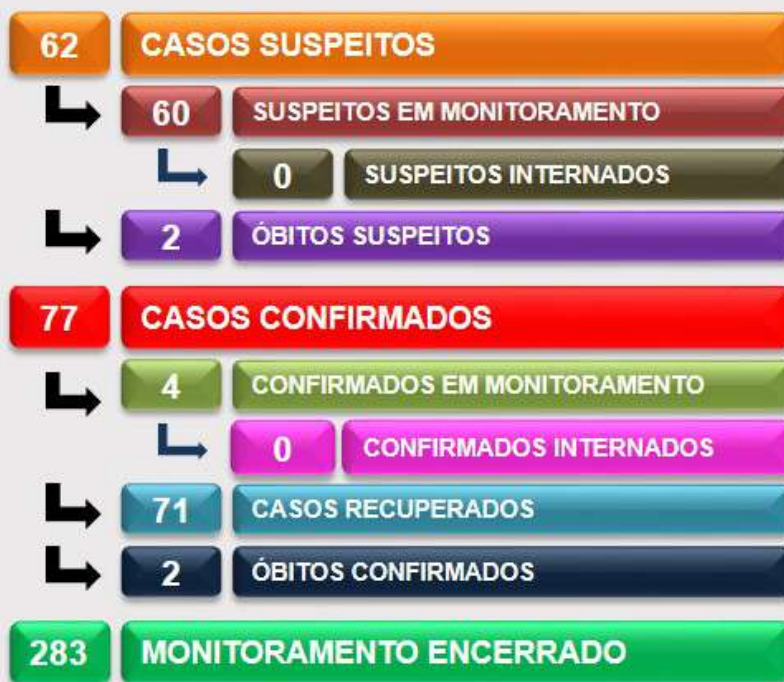 62 CASOS SUSPEITOS
60 SUSPEITOS EM MONITORAMENTO
0 SUSPEITOS INTERNADOS
2 ÓBITOS SUSPEITOS
77 CASOS CONFIRMADOS
4 CONFIRMADOS EM MONITORAMENTO
0 CONFIRMADOS INTERNADOS
71 CASOS RECUPERADOS
2 ÓBITOS CONFIRMADOS
283 MONITORAMENTO ENCERRADO